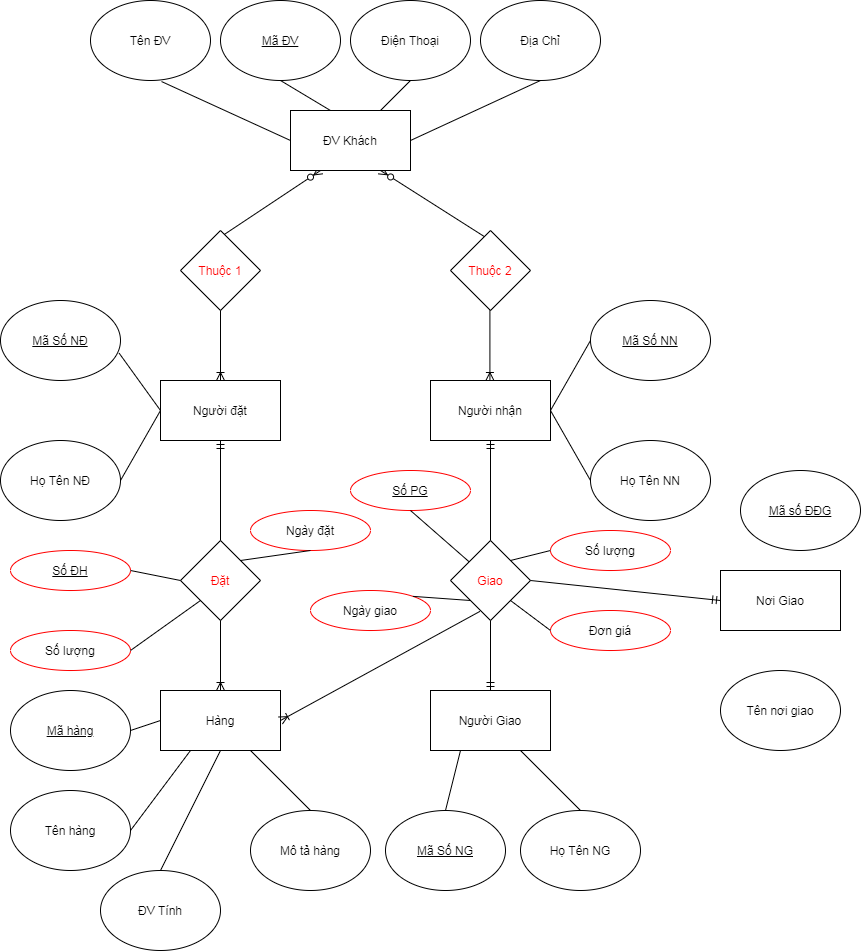 Tên ĐV
Mã ĐV
Điện Thoại
Địa Chỉ
ĐV Khách
Thuộc 1
Thuộc 2
Mã Số NĐ
Mã Số NN
Người đặt
Người nhận
Họ Tên NĐ
Họ Tên NN
Số PG
Mã số ĐĐG
Ngày đặt
Số lượng
Số ĐH
Đặt
Giao
Nơi Giao
Ngày giao
Đơn giá
Số lượng
Mã hàng
Hàng
Người Giao
Tên nơi giao
Tên hàng
Mô tả hàng
Mã Số NG
Họ Tên NG
ĐV Tính